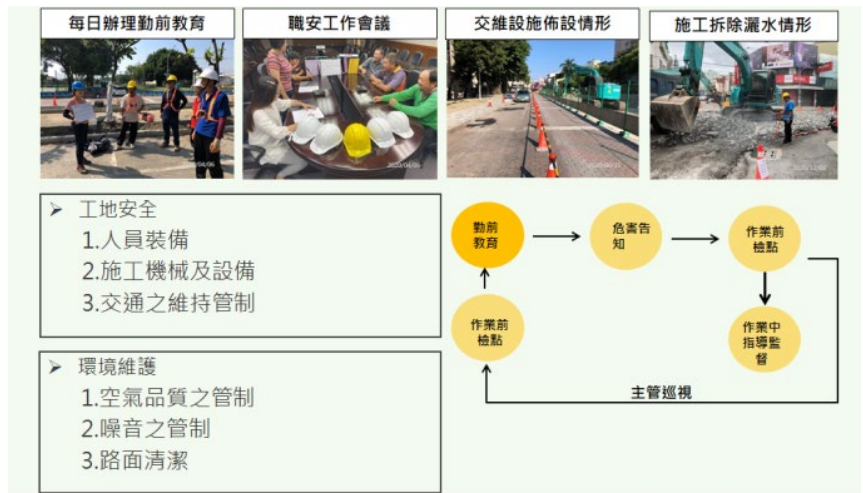 每日辦理勤前教育
職安工作會議
交維設施佈設情形
施工拆除灑水情形
➤ 工地安全
1.人員裝備
2.施工機械及設備
3.交通之維持管制
➤ 環境維護
1.空氣品質之管制
2.噪音之管制
3.路面清潔
勤前
教育
危害告
知
作業前
檢點
作業中
指導監
督
作業前
檢點
主管巡視